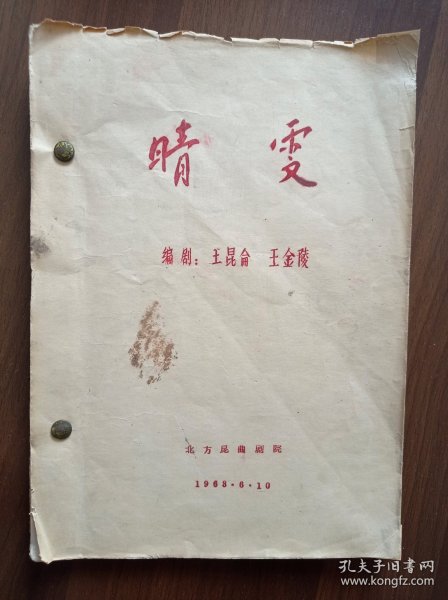 晴雯
编剧：王昆仑 王金陵
北方昆曲剧院
1963·6·10
孔夫子旧书网
www.kongfz.com